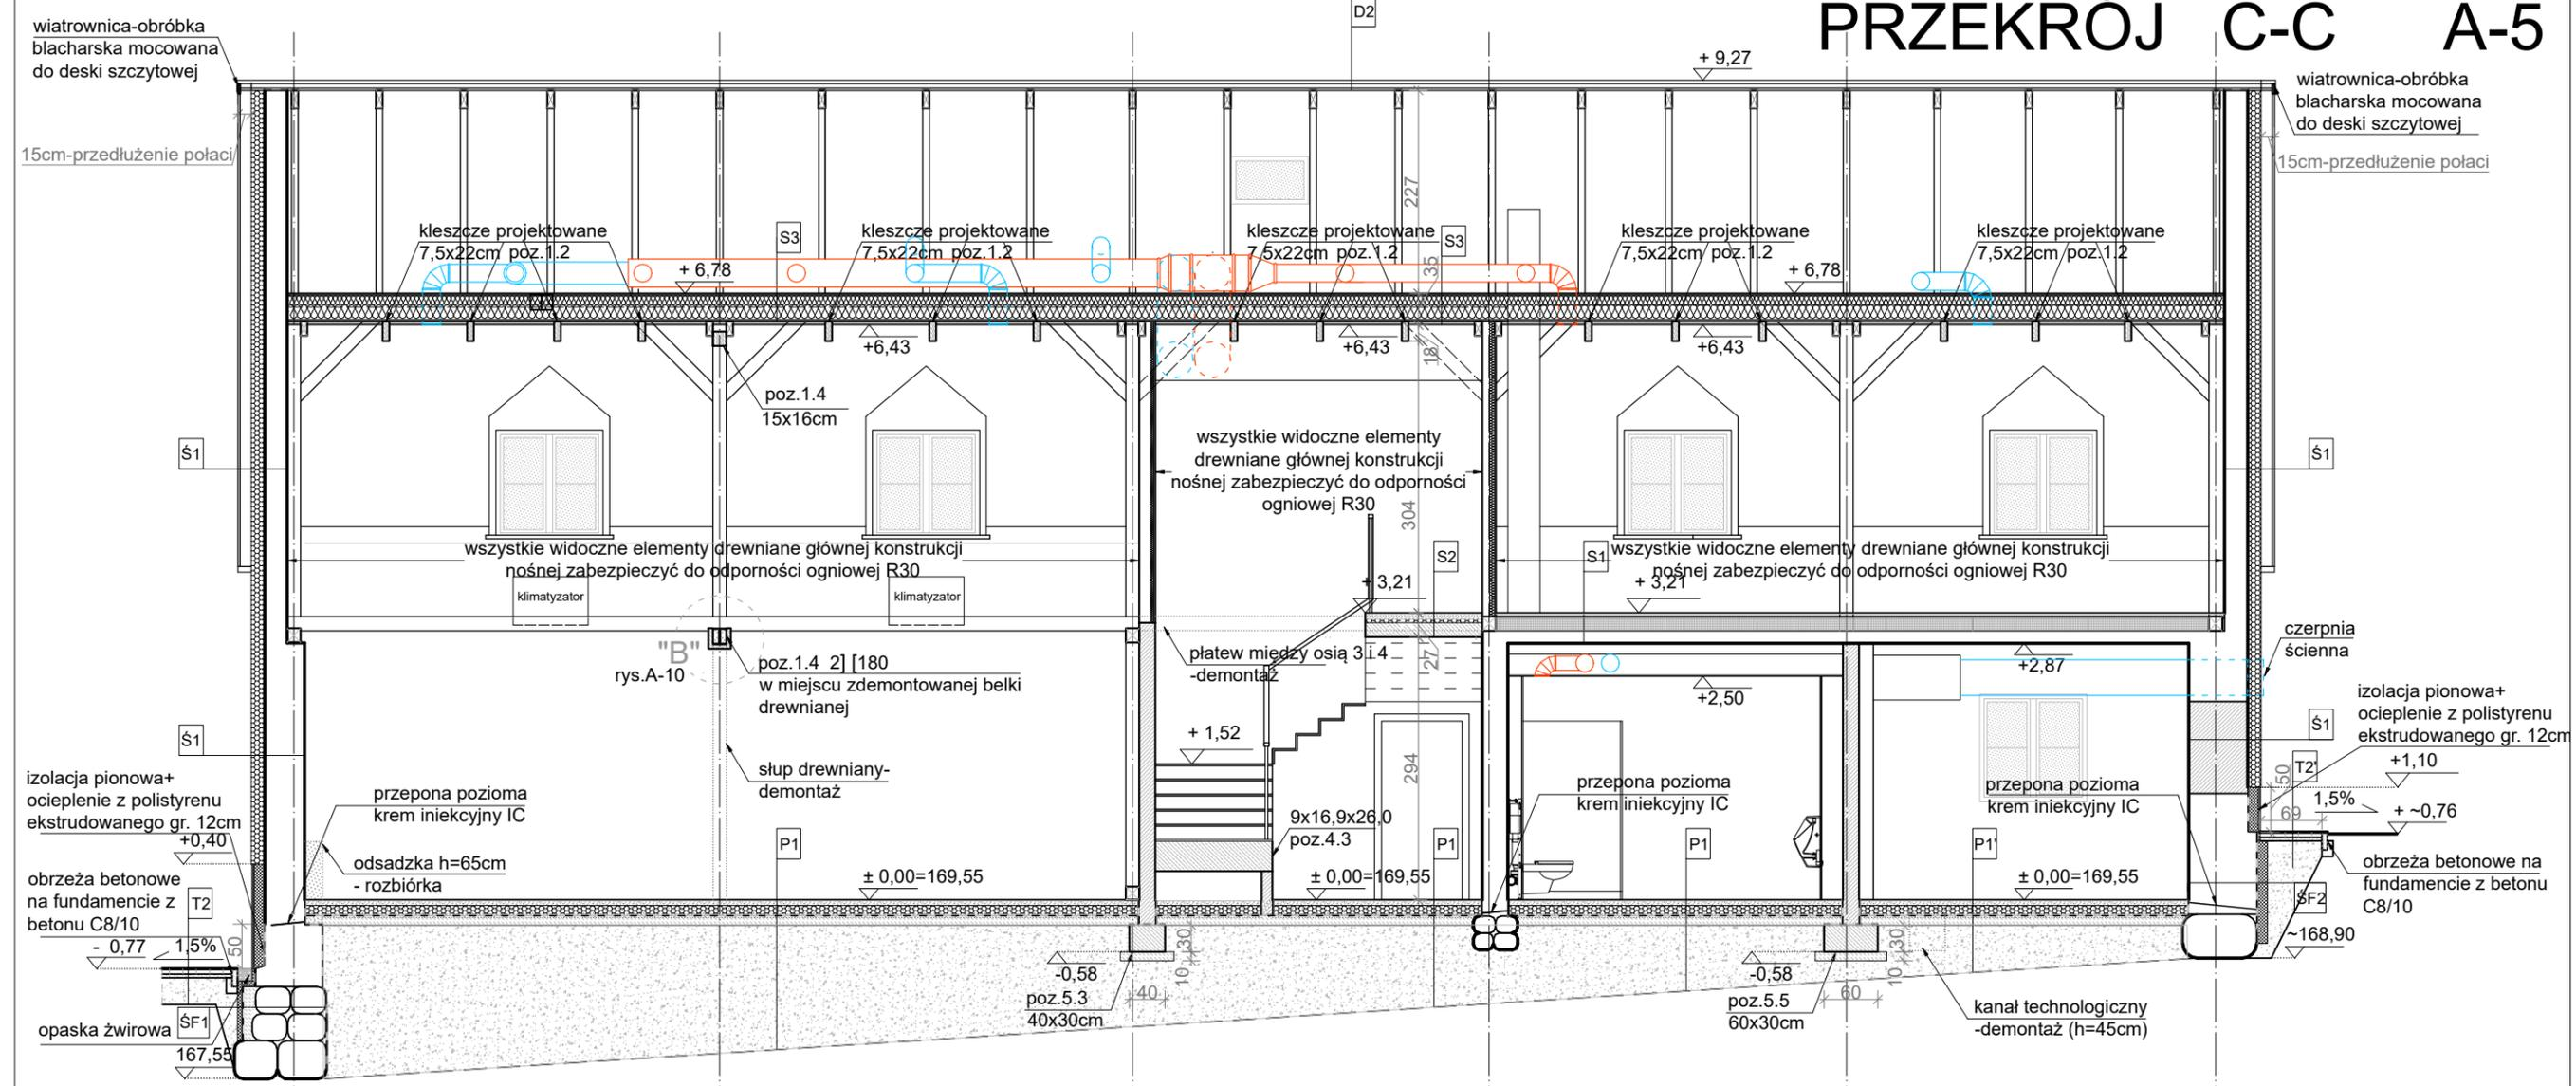 PRZEKRÓJ C-C A-5
D2
wiatrownica-obróbka
blacharska mocowana
do deski szczytowej
+ 9,27
wiatrownica-obróbka
blacharska mocowana
do deski szczytowej
15cm-przedłużenie połaci
15cm-przedłużenie połaci
227
kleszcze projektowane
7,5x22cm poz.1.2
S3
kleszcze projektowane
7,5x22cm poz.1.2
kleszcze projektowane
7,5x22cm poz.1.2
S3
kleszcze projektowane
7,5x22cm poz.1.2
kleszcze projektowane
7,5x22cm poz.1.2
+ 6,78
35
+ 6,78
+6,43
+6,43
18
+6,43
poz.1.4
15x16cm
Ś1
wszystkie widoczne elementy
drewniane głównej konstrukcji
nośnej zabezpieczyć do odporności
ogniowej R30
Ś1
304
wszystkie widoczne elementy drewniane głównej konstrukcji
nośnej zabezpieczyć do odporności ogniowej R30
S2
S1
wszystkie widoczne elementy drewniane głównej konstrukcji
nośnej zabezpieczyć do odporności ogniowej R30
klimatyzator
klimatyzator
+ 3,21
+ 3,21
"B"
rys.A-10
poz.1.4 2] [180
w miejscu zdemontowanej belki
drewnianej
płatew między osią 3 i 4
-demontaż
27
+2,87
+2,50
czerpnia
ścienna
izolacja pionowa+
ocieplenie z polistyrenu
ekstrudowanego gr. 12cm
Ś1
+ 1,52
Ś1
słup drewniany-
demontaż
294
przepona pozioma
krem iniekcyjny IC
przepona pozioma
krem iniekcyjny IC
50
T2'
+1,10
1,5%
69
+ ~0,76
izolacja pionowa+
ocieplenie z polistyrenu
ekstrudowanego gr. 12cm
+0,40
przepona pozioma
krem iniekcyjny IC
9x16,9x26,0
poz.4.3
P1
P1
P1
P1'
odsadzka h=65cm
- rozbiórka
± 0,00=169,55
± 0,00=169,55
± 0,00=169,55
obrzeża betonowe na
fundamencie z betonu
C8/10
ŚF2
~168,90
obrzeża betonowe
na fundamencie z
betonu C8/10
T2
- 0,77
1,5%
50
-0,58
poz.5.3
40x30cm
30
10
40
-0,58
poz.5.5
60x30cm
30
10
60
kanał technologiczny
-demontaż (h=45cm)
opaska żwirowa
ŚF1
167,55